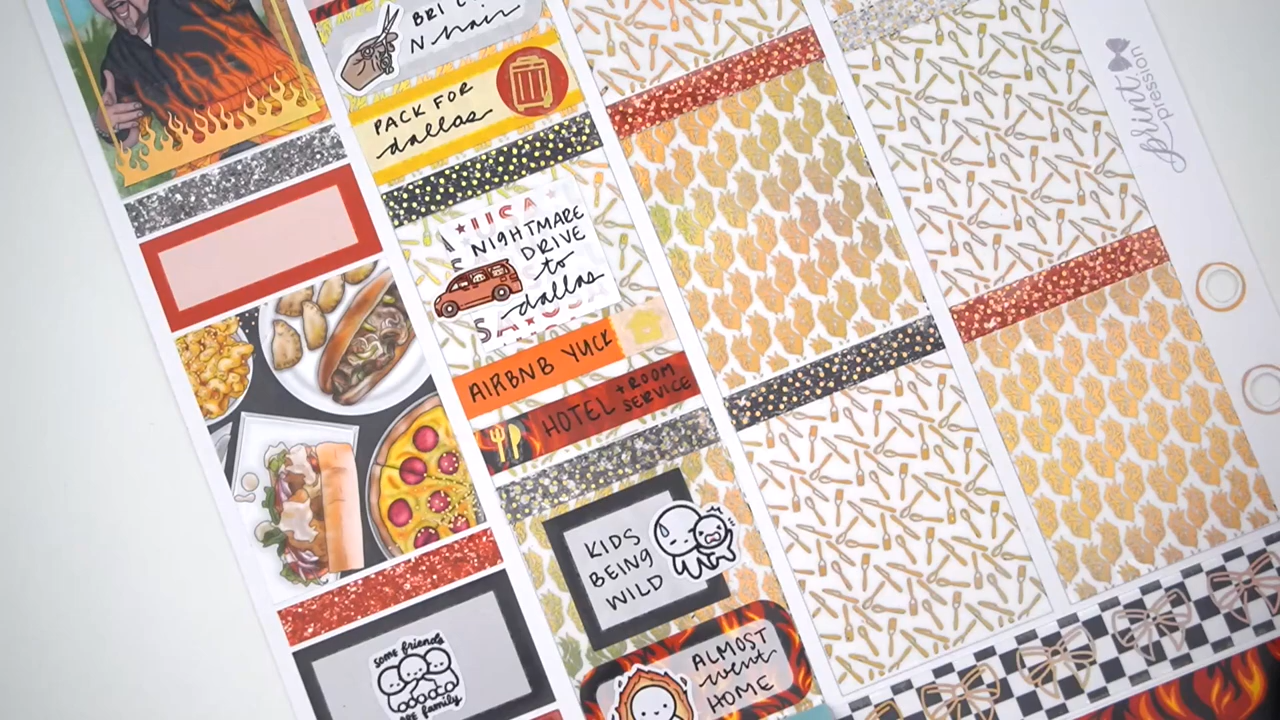 BRI
N hair
PACK FOR
dallas
USA
NIGHTMARE
DRIVE
to
dallas
AIRBNB YUCK
HOTEL + ROOM
SERVICE
KIDS
BEING
WILD
ALMOST
went
HOME
some friends
ARE family
print
pression